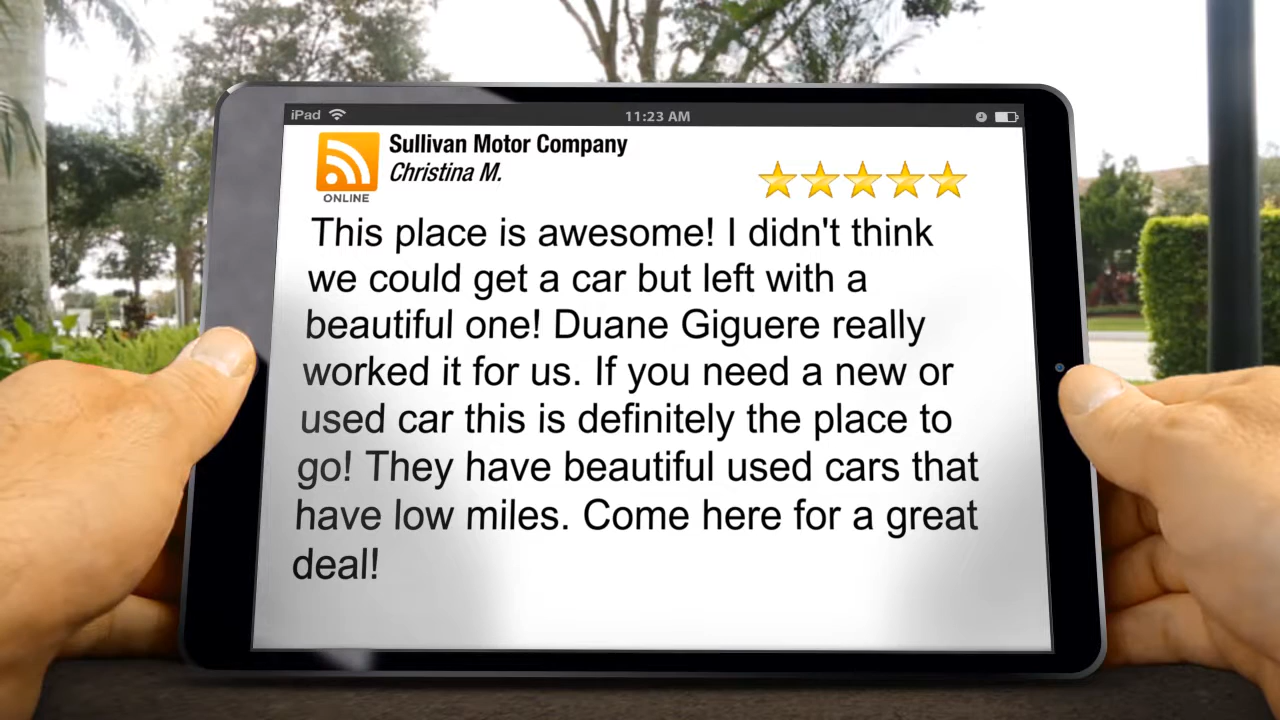 iPad 11:23 AM
Sullivan Motor Company
Christina M.
ONLINE
This place is awesome! I didn't think
we could get a car but left with a
beautiful one! Duane Giguere really
worked it for us. If you need a new or
used car this is definitely the place to
go! They have beautiful used cars that
have low miles. Come here for a great
deal!